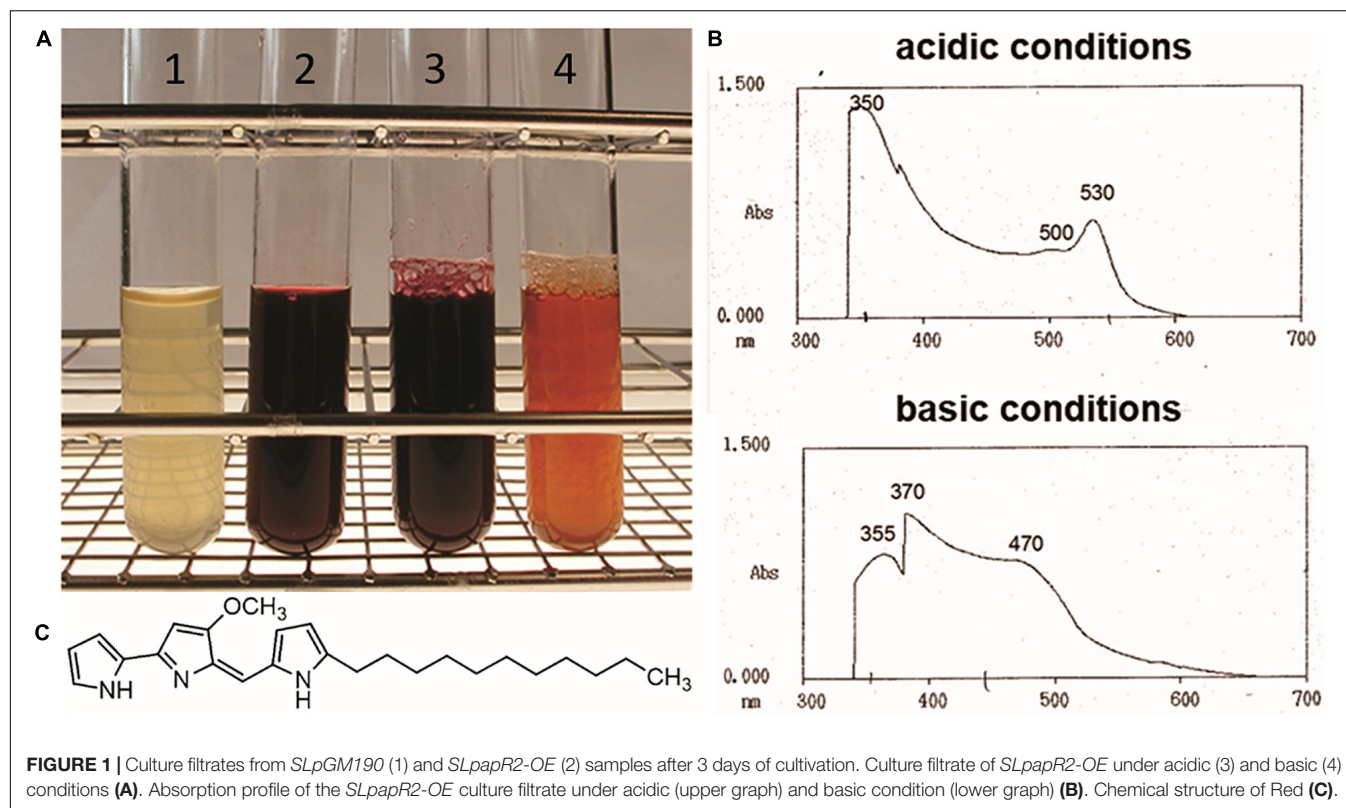 A
1 2 3 4
B
acidic conditions
1.500
350
530
500
Abs
0.000
nm 300 400 500 600 700
basic conditions
1.500
370
355
470
Abs
0.000
nm 300 400 500 600 700
C
OCH3
NH
N
N
H
CH3
FIGURE 1 | Culture filtrates from SLpGM190 (1) and SLpapR2-OE (2) samples after 3 days of cultivation. Culture filtrate of SLpapR2-OE under acidic (3) and basic (4)
conditions (A). Absorption profile of the SLpapR2-OE culture filtrate under acidic (upper graph) and basic condition (lower graph) (B). Chemical structure of Red (C).